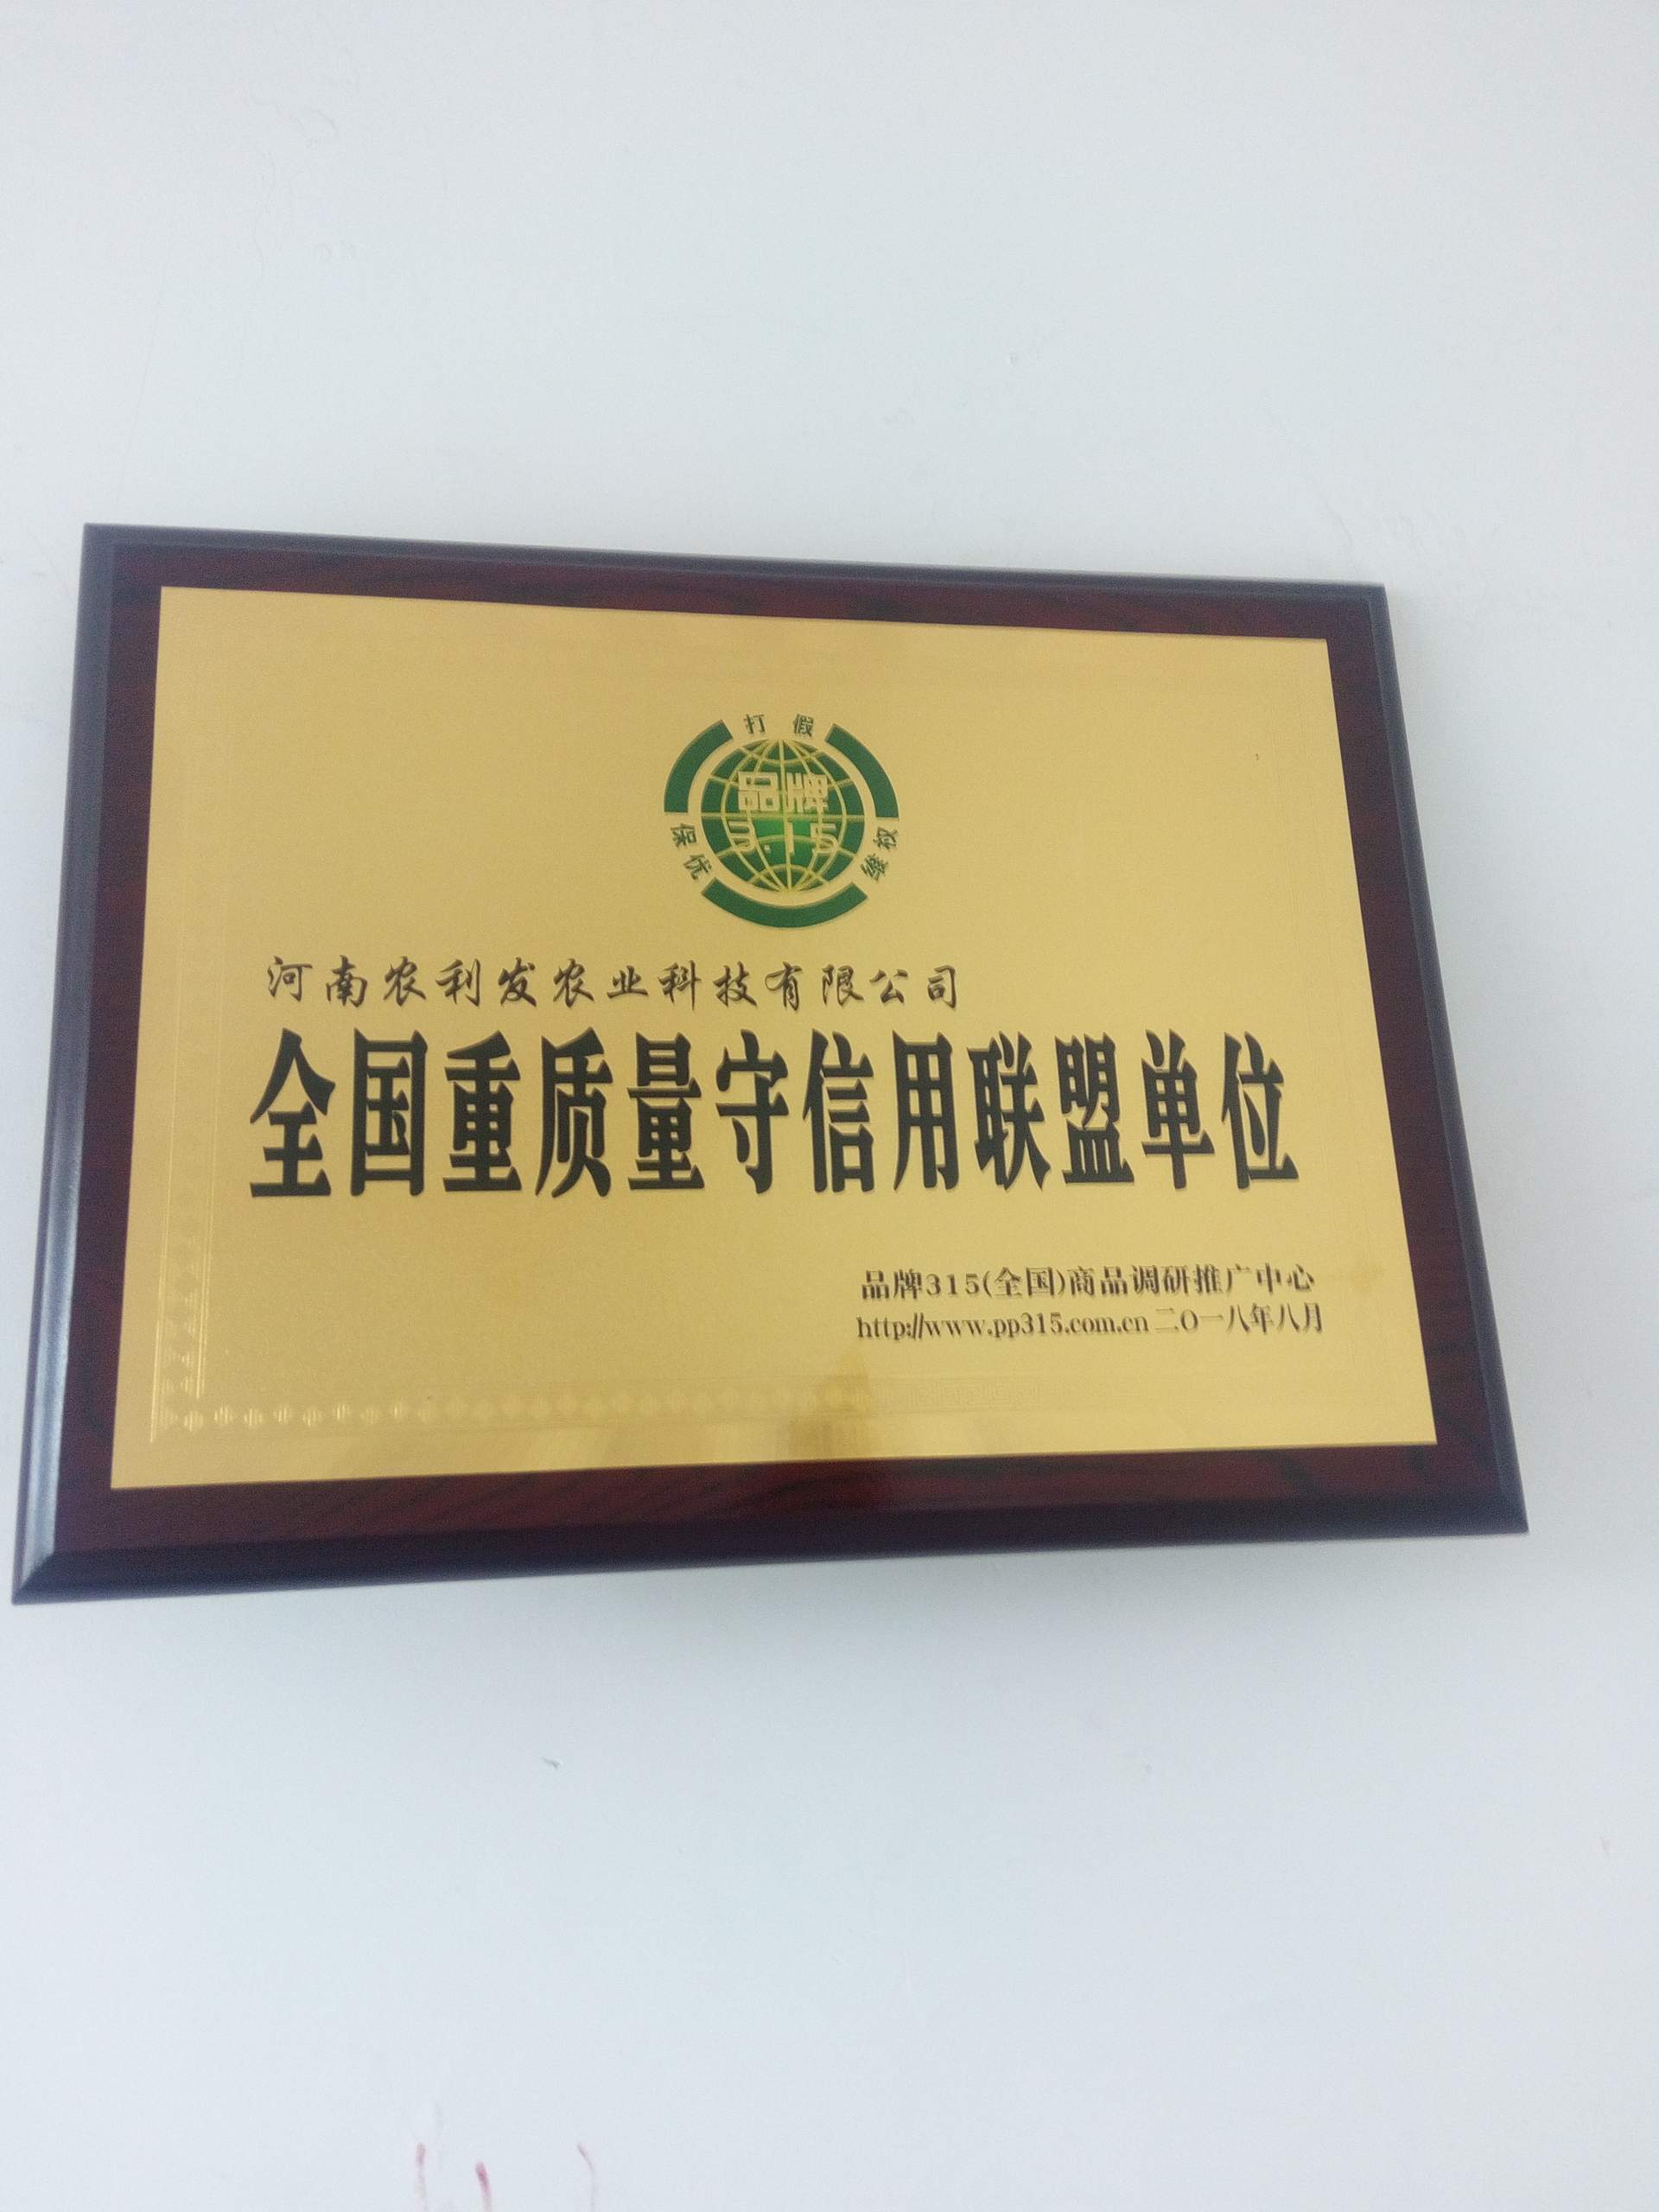 打 假
品牌
3.15
保优
维权
河南农利发农业科技有限公司
全国重质量守信用联盟单位
品牌315(全国)商品调研推广中心
http://www.pp315.com.cn 二〇一八年八月